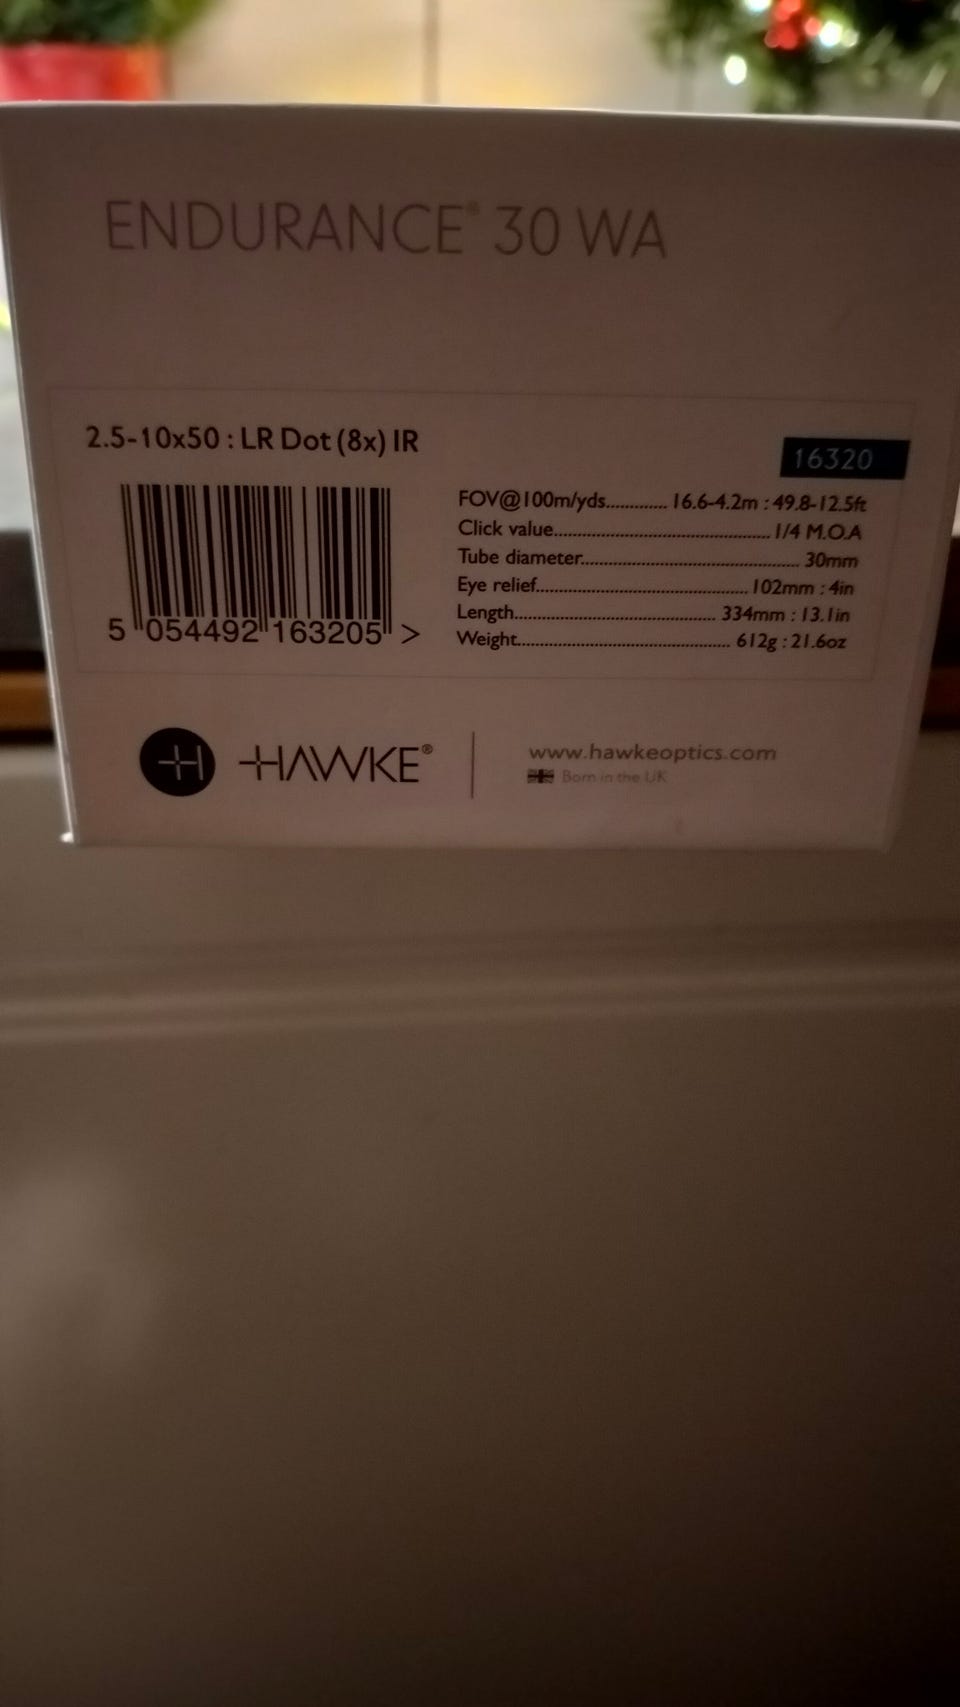 ENDURANCE® 30 WA
2.5-10x50 : LR Dot (8x) IR
16320
FOV@100m/yds............. 16.6-4.2m : 49.8-12.5ft
Click value.............................................. 1/4 M.O.A
Tube diameter.............................................. 30mm
Eye relief............................................. 102mm : 4in
Length........................................... 334mm : 13.1in
Weight............................................. 612g : 21.6oz
5 054492 163205 >
HAWKE®
www.hawkeoptics.com
Born in the UK